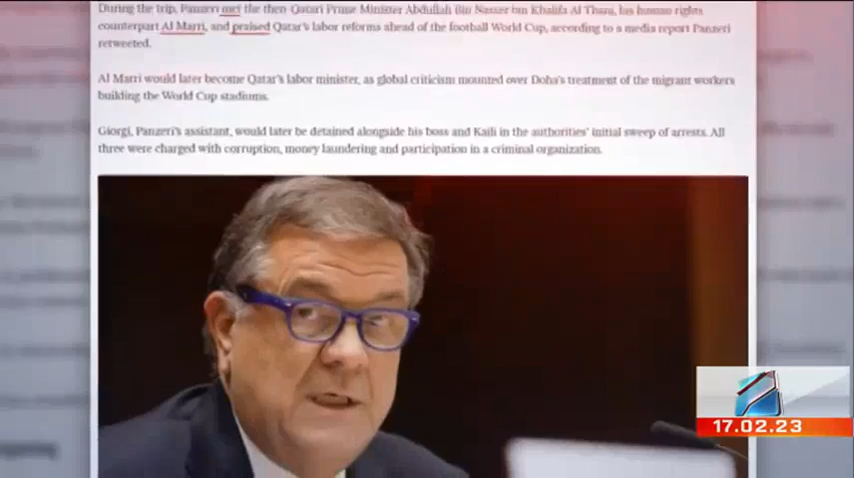 During the trip, Panzeri met the then Qatari Prime Minister Abdullah Bin Nasser bin Khalifa Al Thani, his human rights
counterpart Al Marri, and praised Qatar's labor reforms ahead of the football World Cup, according to a media report Panzeri
retweeted.
Al Marri would later become Qatar's labor minister, as global criticism mounted over Doha's treatment of the migrant workers
building the World Cup stadiums.
Giorgi, Panzeri's assistant, would later be detained alongside his boss and Kaili in the authorities' initial sweep of arrests. All
three were charged with corruption, money laundering and participation in a criminal organization.
17.02.23